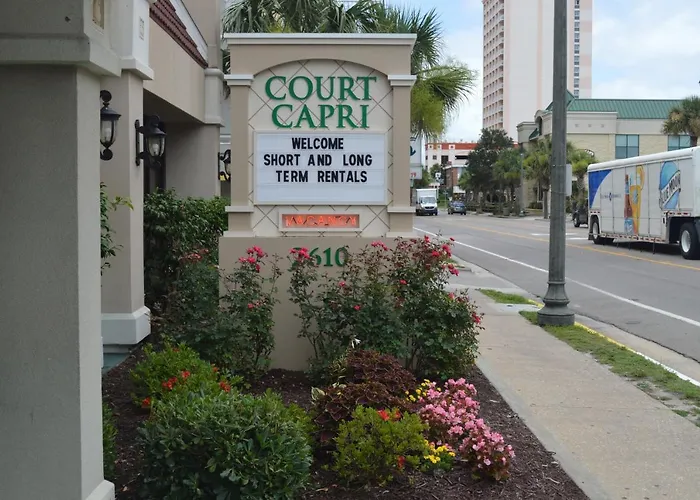 COURT
CAPRI
WELCOME
SHORT AND LONG
TERM RENTALS
610